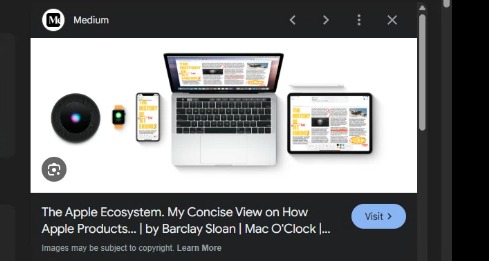 Medium
The Apple Ecosystem. My Concise View on How
Apple Products... | by Barclay Sloan | Mac O'Clock |...
Visit >
Images may be subject to copyright. Learn More